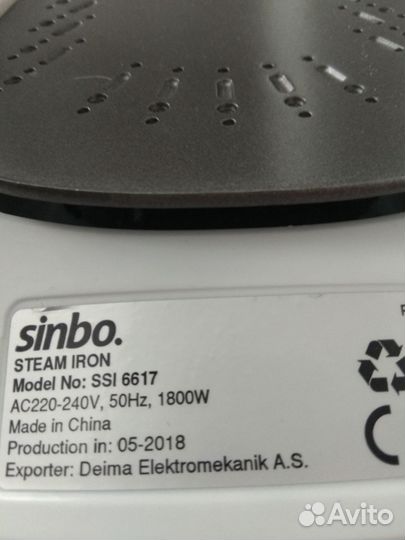 sinbo.
STEAM IRON
Model No: SSI 6617
AC220-240V, 50Hz, 1800W
Made in China
Production in: 05-2018
Exporter: Deima Elektromekanik A.S.
CE
Avito